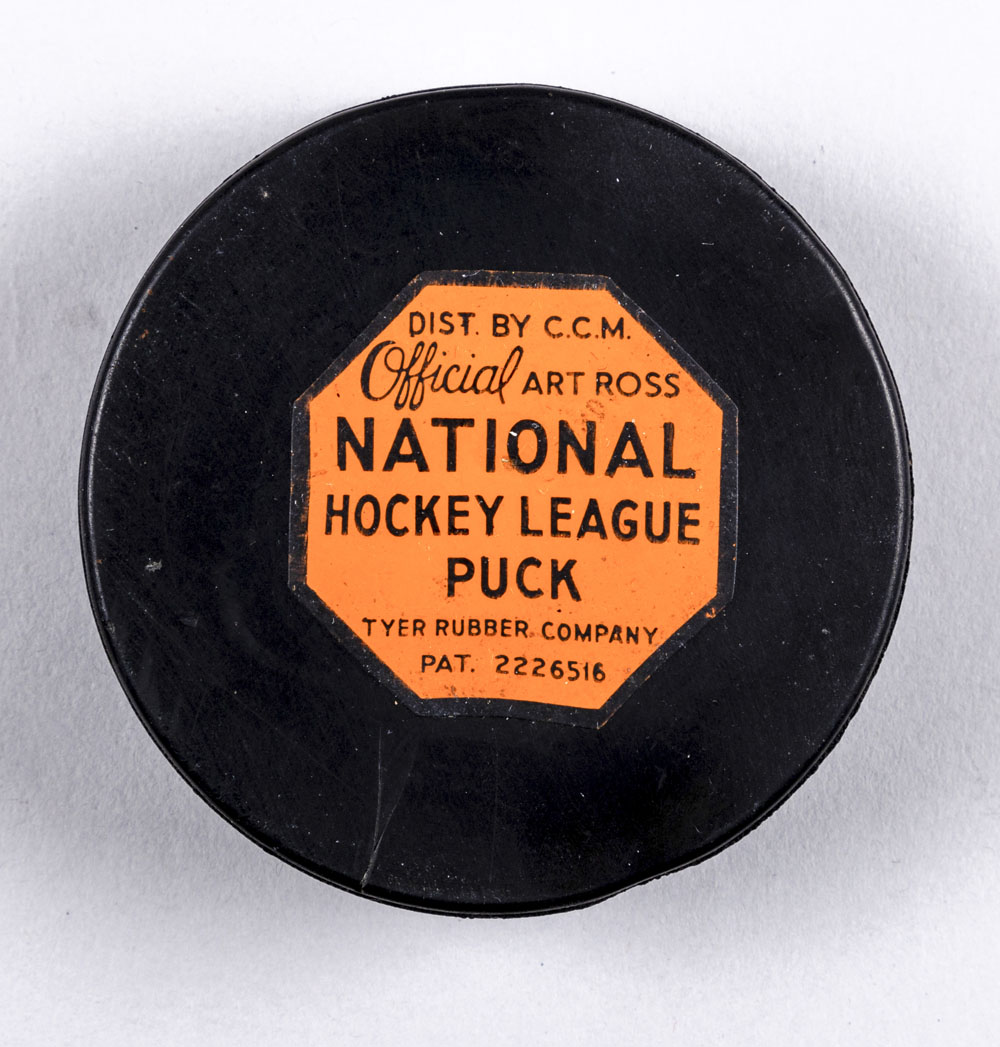 DIST. BY C.C.M.
Official ART ROSS
NATIONAL
HOCKEY LEAGUE
PUCK
TYER RUBBER COMPANY
PAT. 2226516